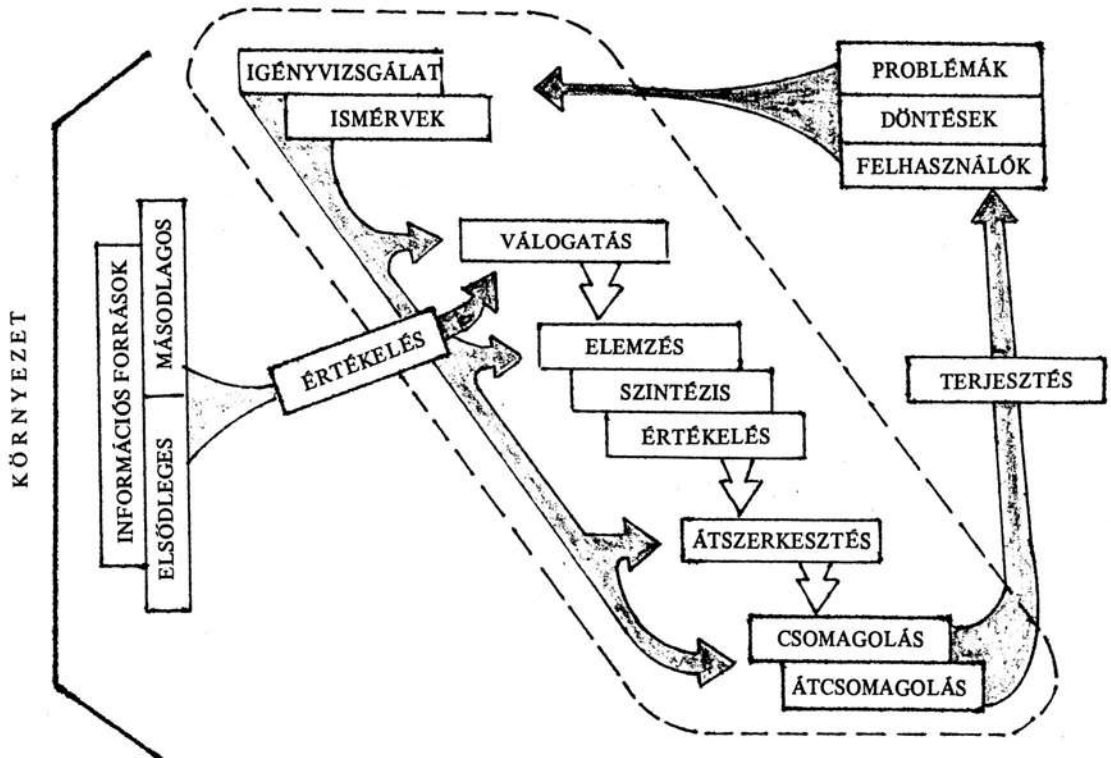 IGÉNYVIZSGÁLAT
ISMÉRVEK
PROBLÉMÁK
DÖNTÉSEK
FELHASZNÁLÓK
KÖRNYEZET
INFORMÁCIÓS FORRÁSOK
MÁSODLAGOS
ELSŐDLEGES
ÉRTÉKELÉS
VÁLOGATÁS
ELEMZÉS
SZINTÉZIS
ÉRTÉKELÉS
TERJESZTÉS
ÁTSZERKESZTÉS
CSOMAGOLÁS
ÁTCSOMAGOLÁS